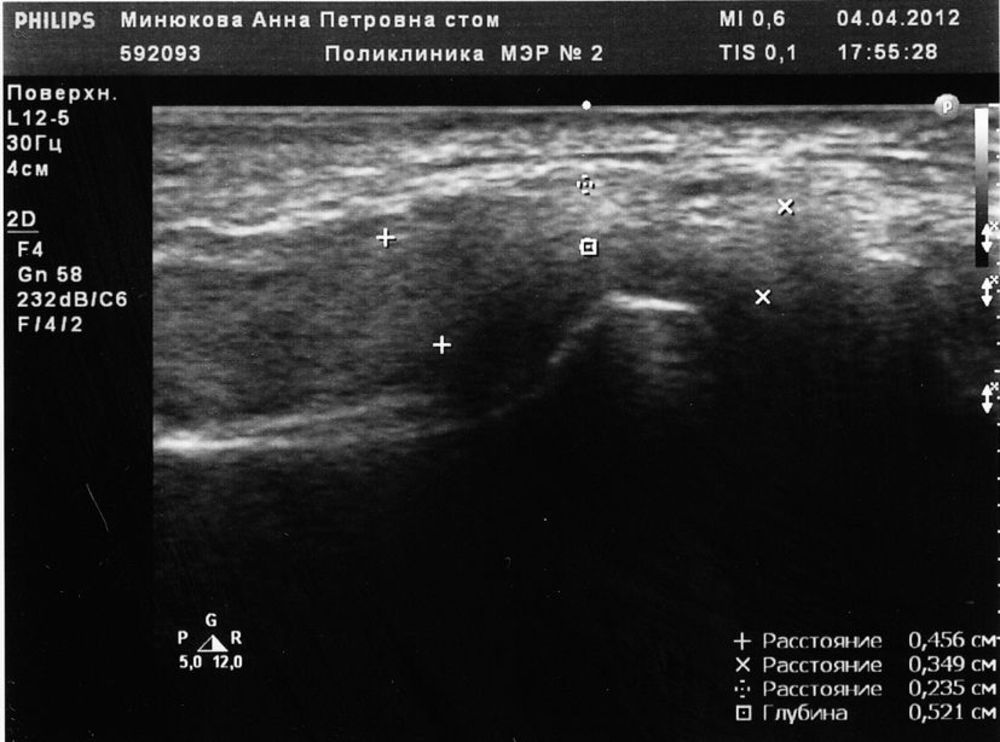 PHILIPS Минюкова Анна Петровна стом MI 0,6 04.04.2012
592093 Поликлиника МЭР № 2 TIS 0,1 17:55:28
Поверхн.
L12-5
30Гц
4см
2D
F4
Gn 58
232dB/C6
F/4/2
P
G
P R
5,0 12,0
+ Расстояние 0,456 см
× Расстояние 0,349 см
Расстояние 0,235 см
Глубина 0,521 см